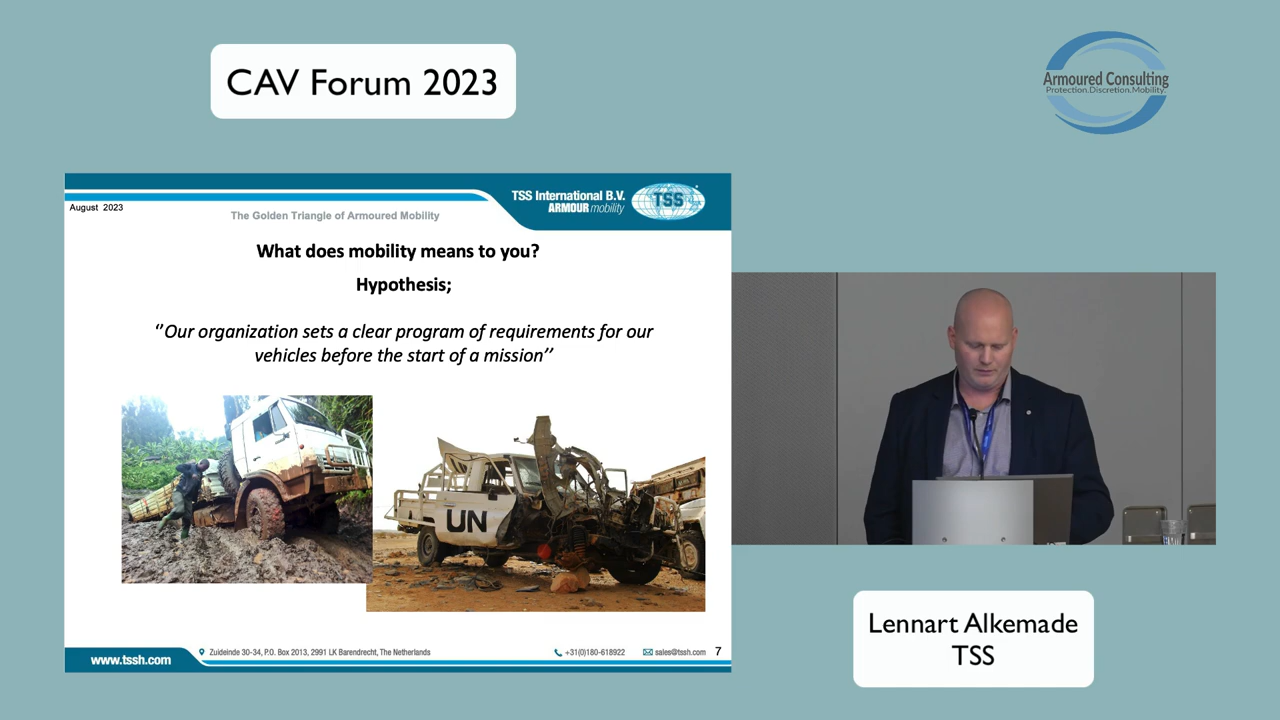 CAV Forum 2023
Armoured Consulting
Protection.Discretion.Mobility.
TSS International B.V.
ARMOUR mobility
TSS
August 2023
The Golden Triangle of Armoured Mobility
What does mobility means to you?
Hypothesis;
‘’Our organization sets a clear program of requirements for our
vehicles before the start of a mission’’
UN
www.tssh.com
Zuideinde 30-34, P.O. Box 2013, 2991 LK Barendrecht, The Netherlands
+31(0)180-618922
sales@tssh.com
7
Lennart Alkemade
TSS